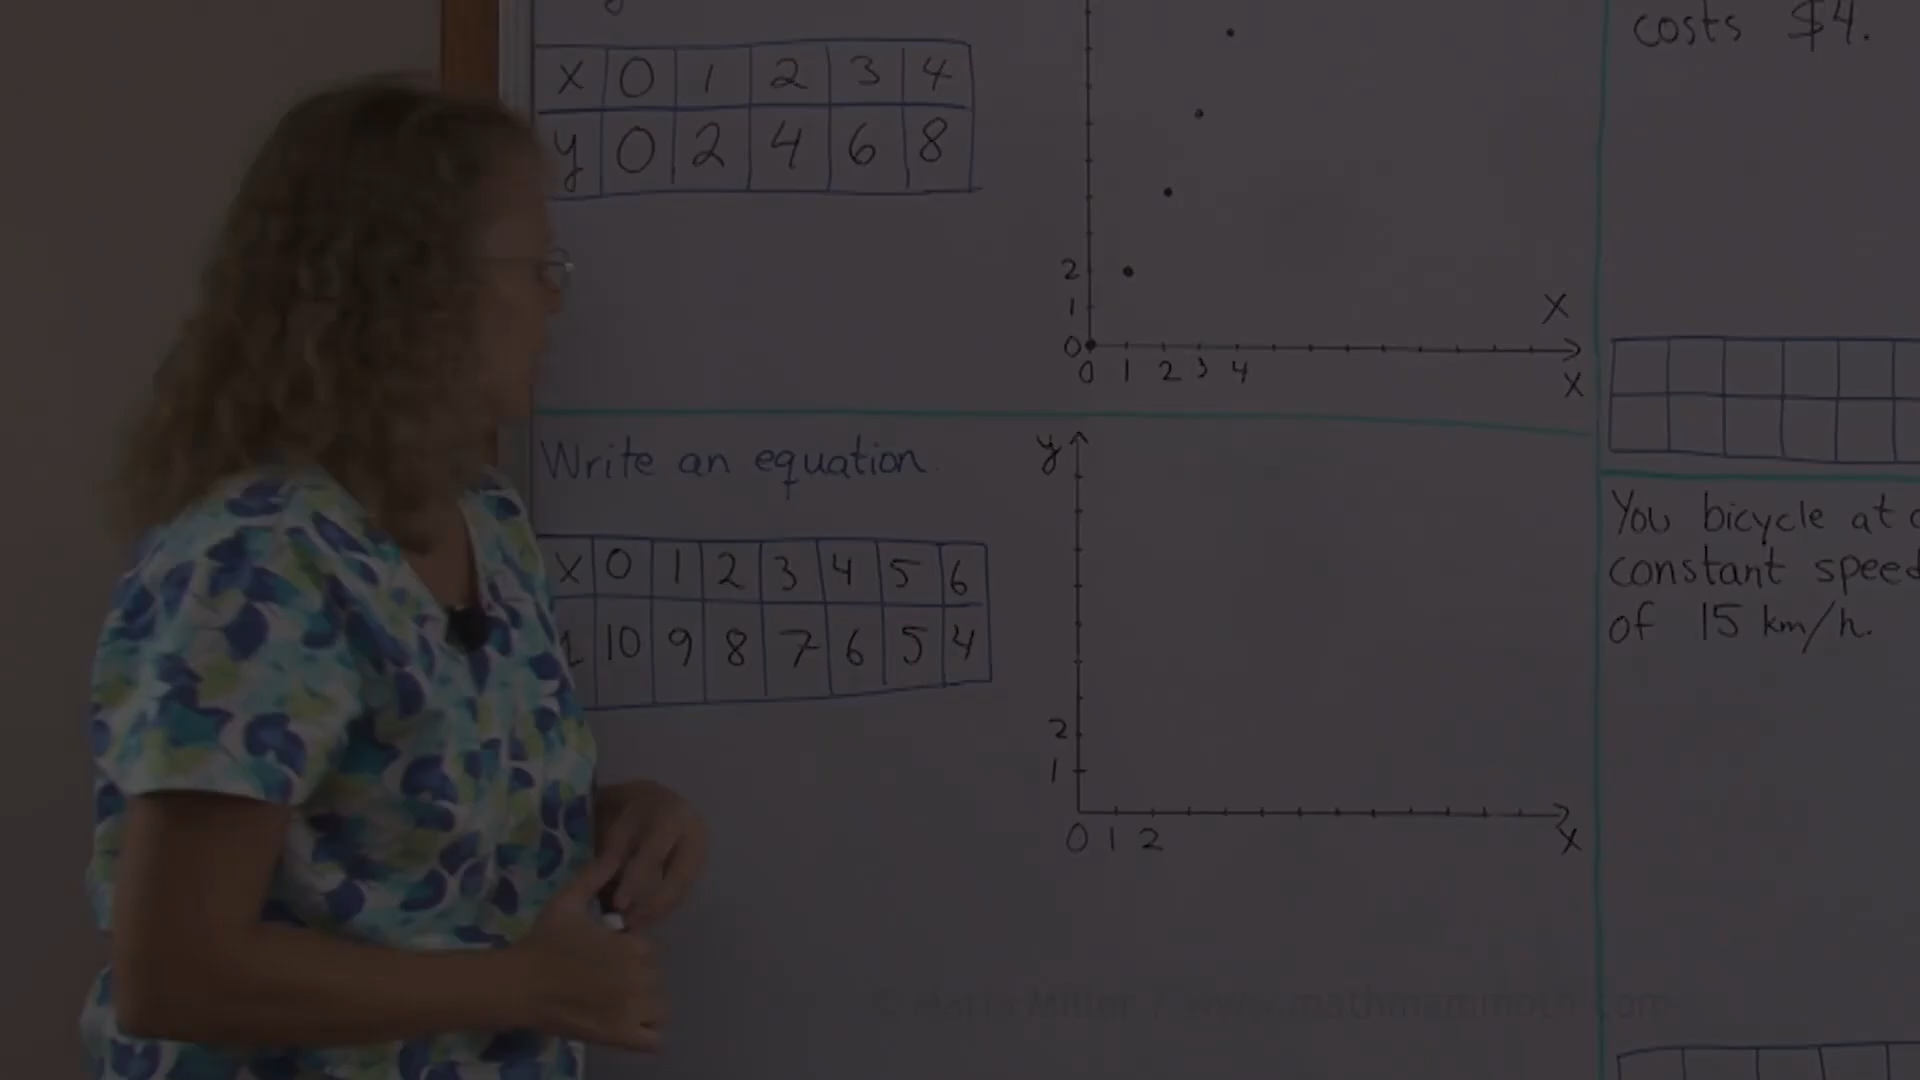 x 0 1 2 3 4
y 0 2 4 6 8
2
1
0
0 1 2 3 4
X
X
costs $4.
Write an equation.
x 0 1 2 3 4 5 6
10 9 8 7 6 5 4
y
2
1
0 1 2
X
You bicycle at
constant speed
of 15 km/h.
© Maria Miller / www.mathmammoth.com